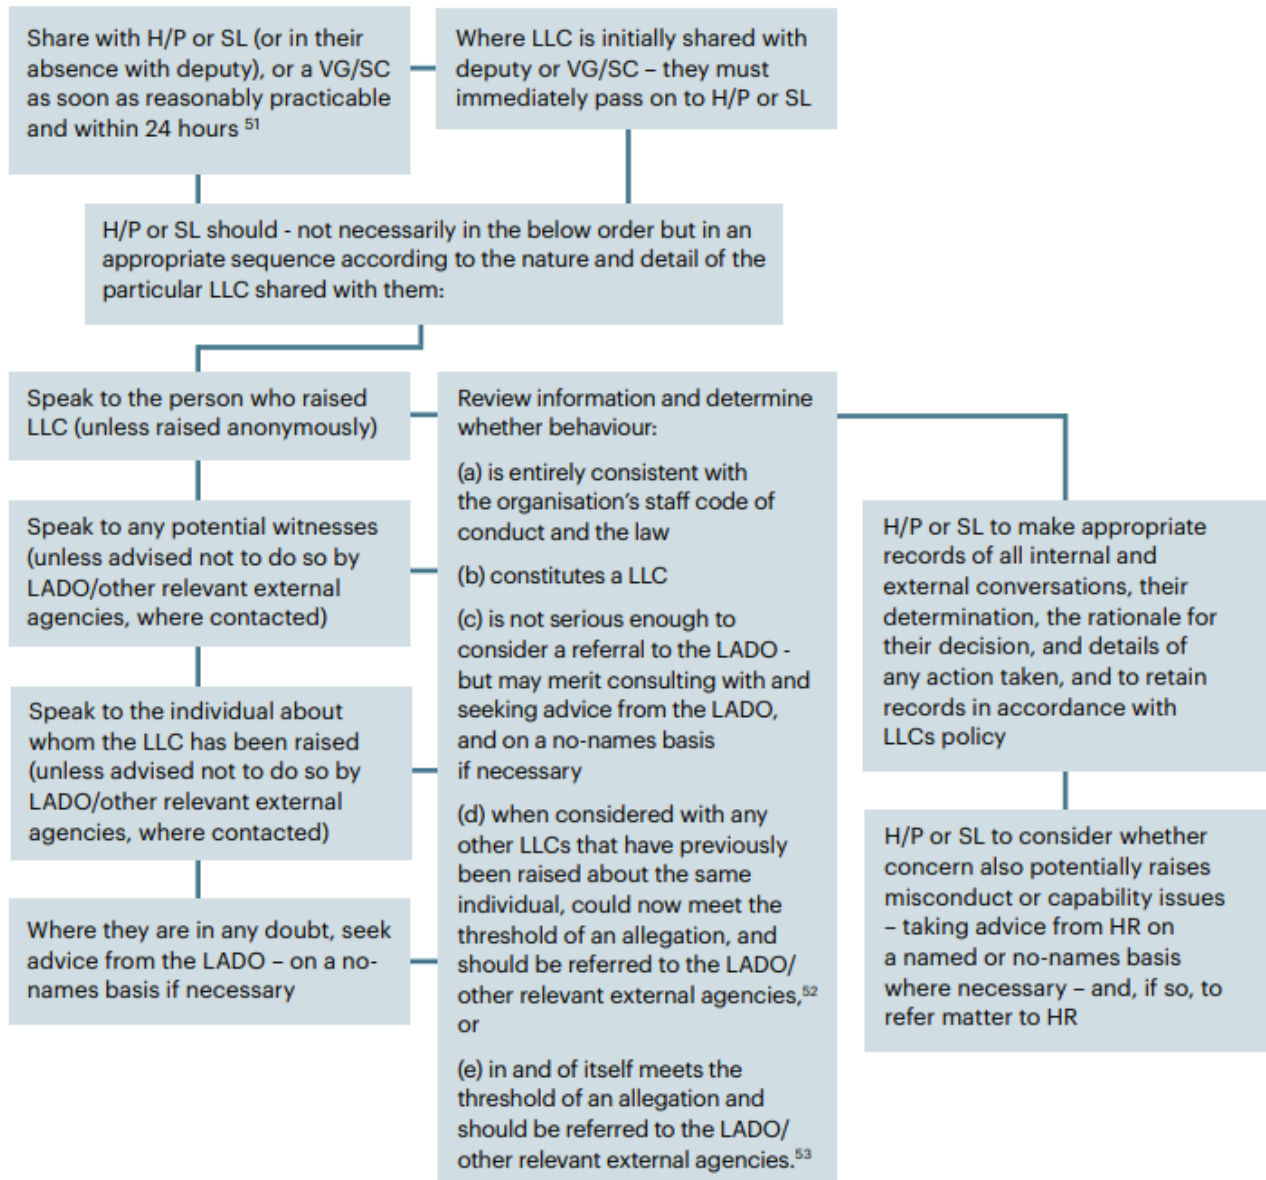 Share with H/P or SL (or in their
absence with deputy), or a VG/SC
as soon as reasonably practicable
and within 24 hours 51
Where LLC is initially shared with
deputy or VG/SC – they must
immediately pass on to H/P or SL
H/P or SL should - not necessarily in the below order but in an
appropriate sequence according to the nature and detail of the
particular LLC shared with them:
Speak to the person who raised
LLC (unless raised anonymously)
Speak to any potential witnesses
(unless advised not to do so by
LADO/other relevant external
agencies, where contacted)
Speak to the individual about
whom the LLC has been raised
(unless advised not to do so by
LADO/other relevant external
agencies, where contacted)
Where they are in any doubt, seek
advice from the LADO – on a no-
names basis if necessary
Review information and determine
whether behaviour:
(a) is entirely consistent with
the organisation's staff code of
conduct and the law
(b) constitutes a LLC
(c) is not serious enough to
consider a referral to the LADO -
but may merit consulting with and
seeking advice from the LADO,
and on a no-names basis
if necessary
(d) when considered with any
other LLCs that have previously
been raised about the same
individual, could now meet the
threshold of an allegation, and
should be referred to the LADO/
other relevant external agencies,52
or
(e) in and of itself meets the
threshold of an allegation and
should be referred to the LADO/
other relevant external agencies.53
H/P or SL to make appropriate
records of all internal and
external conversations, their
determination, the rationale for
their decision, and details of
any action taken, and to retain
records in accordance with
LLCs policy
H/P or SL to consider whether
concern also potentially raises
misconduct or capability issues
– taking advice from HR on
a named or no-names basis
where necessary – and, if so, to
refer matter to HR